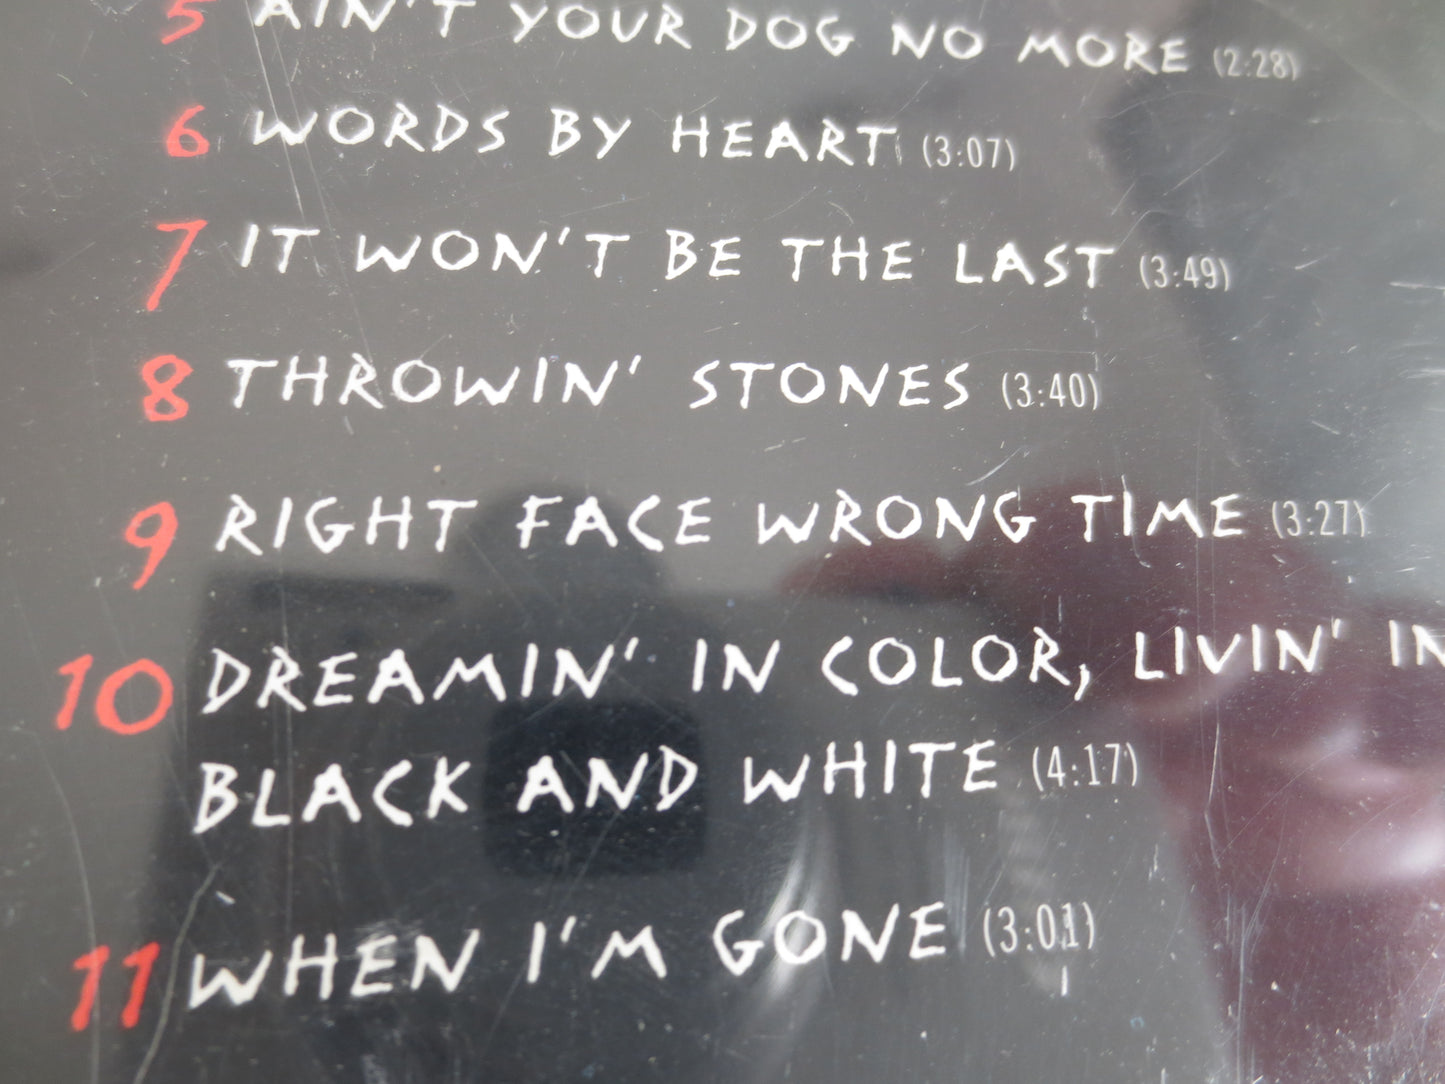 5 AIN'T YOUR DOG NO MORE (2:28)
6 WORDS BY HEART (3:07)
7 IT WON'T BE THE LAST (3:49)
8 THROWIN' STONES (3:40)
9 RIGHT FACE WRONG TIME (3:27)
10 DREAMIN' IN COLOR, LIVIN' IN
BLACK AND WHITE (4:17)
11 WHEN I'M GONE (3:01)